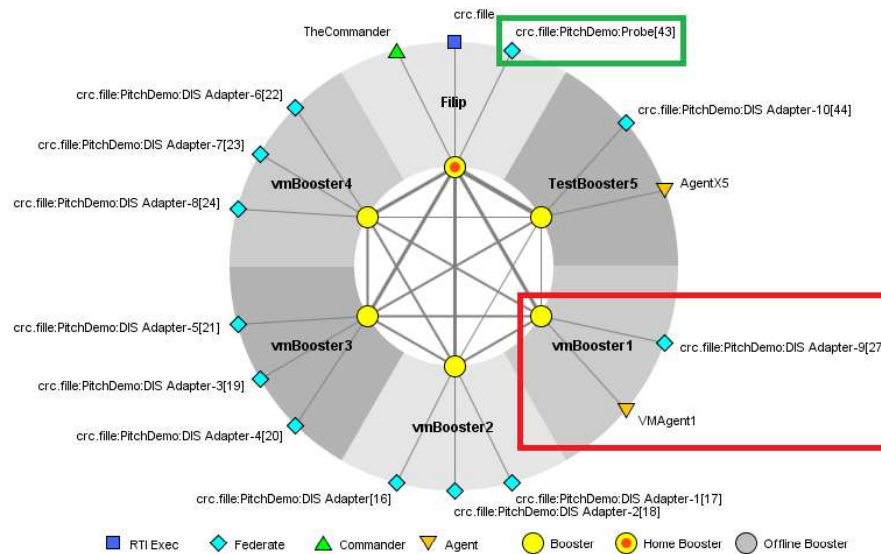 crc.fille
TheCommander
crc.fille:PitchDemo:Probe[43]
Filip
crc.fille:PitchDemo:DIS Adapter-6[22]
crc.fille:PitchDemo:DIS Adapter-10[44]
crc.fille:PitchDemo:DIS Adapter-7[23]
vmBooster4
TestBooster5
AgentX5
crc.fille:PitchDemo:DIS Adapter-8[24]
crc.fille:PitchDemo:DIS Adapter-5[21]
vmBooster3
vmBooster1
crc.fille:PitchDemo:DIS Adapter-9[27
crc.fille:PitchDemo:DIS Adapter-3[19]
VMAgent1
crc.fille:PitchDemo:DIS Adapter-4[20]
vmBooster2
crc.fille:PitchDemo:DIS Adapter[16]
crc.fille:PitchDemo:DIS Adapter-1[17]
crc.fille:PitchDemo:DIS Adapter-2[18]
RTI Exec
Federate
Commander
Agent
Booster
Home Booster
Offline Booster